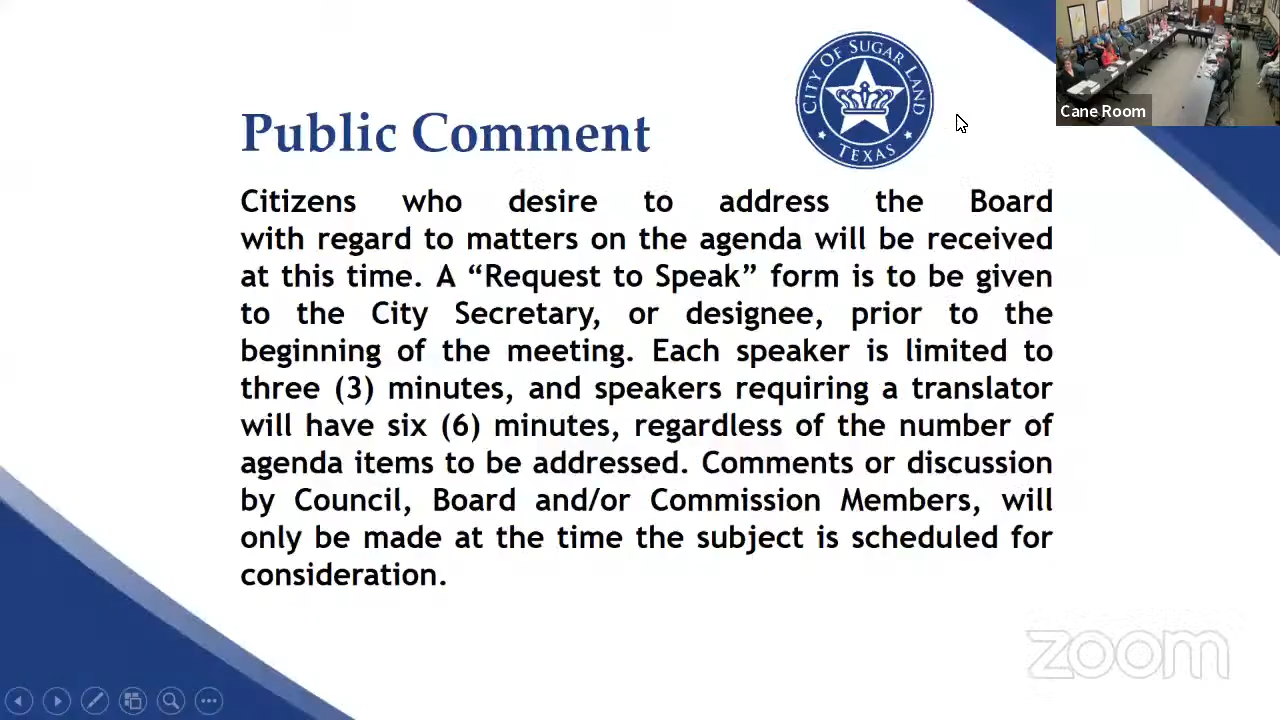 CITY OF SUGAR LAND
TEXAS
Cane Room
Public Comment
Citizens who desire to address the Board
with regard to matters on the agenda will be received
at this time. A “Request to Speak” form is to be given
to the City Secretary, or designee, prior to the
beginning of the meeting. Each speaker is limited to
three (3) minutes, and speakers requiring a translator
will have six (6) minutes, regardless of the number of
agenda items to be addressed. Comments or discussion
by Council, Board and/or Commission Members, will
only be made at the time the subject is scheduled for
consideration.
zoom